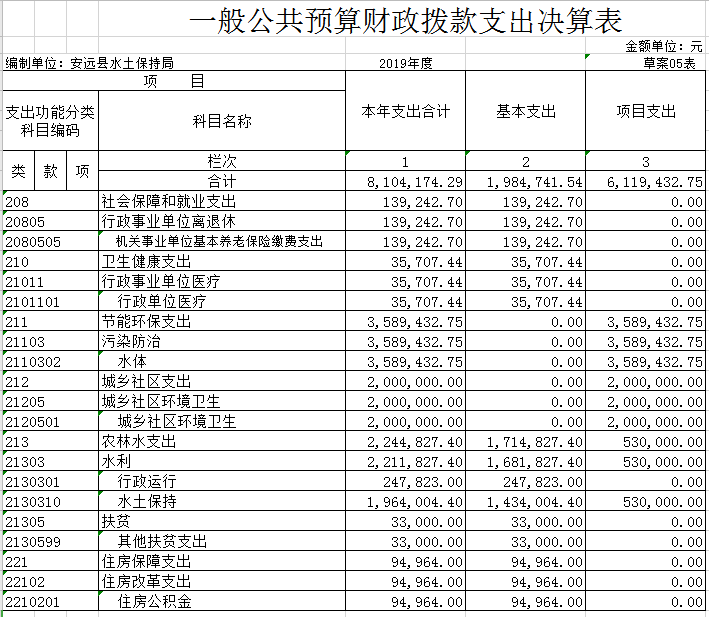 一般公共预算财政拨款支出决算表
金额单位：元
编制单位：安远县水土保持局 2019年度 草案05表
项 目 本年支出合计 基本支出 项目支出
支出功能分类科目编码 科目名称
类 款 项 栏次 1 2 3
合计 8,104,174.29 1,984,741.54 6,119,432.75
208 社会保障和就业支出 139,242.70 139,242.70 0.00
20805 行政事业单位离退休 139,242.70 139,242.70 0.00
2080505 机关事业单位基本养老保险缴费支出 139,242.70 139,242.70 0.00
210 卫生健康支出 35,707.44 35,707.44 0.00
21011 行政事业单位医疗 35,707.44 35,707.44 0.00
2101101 行政单位医疗 35,707.44 35,707.44 0.00
211 节能环保支出 3,589,432.75 0.00 3,589,432.75
21103 污染防治 3,589,432.75 0.00 3,589,432.75
2110302 水体 3,589,432.75 0.00 3,589,432.75
212 城乡社区支出 2,000,000.00 0.00 2,000,000.00
21205 城乡社区环境卫生 2,000,000.00 0.00 2,000,000.00
2120501 城乡社区环境卫生 2,000,000.00 0.00 2,000,000.00
213 农林水支出 2,244,827.40 1,714,827.40 530,000.00
21303 水利 2,211,827.40 1,681,827.40 530,000.00
2130301 行政运行 247,823.00 247,823.00 0.00
2130310 水土保持 1,964,004.40 1,434,004.40 530,000.00
21305 扶贫 33,000.00 33,000.00 0.00
2130599 其他扶贫支出 33,000.00 33,000.00 0.00
221 住房保障支出 94,964.00 94,964.00 0.00
22102 住房改革支出 94,964.00 94,964.00 0.00
2210201 住房公积金 94,964.00 94,964.00 0.00